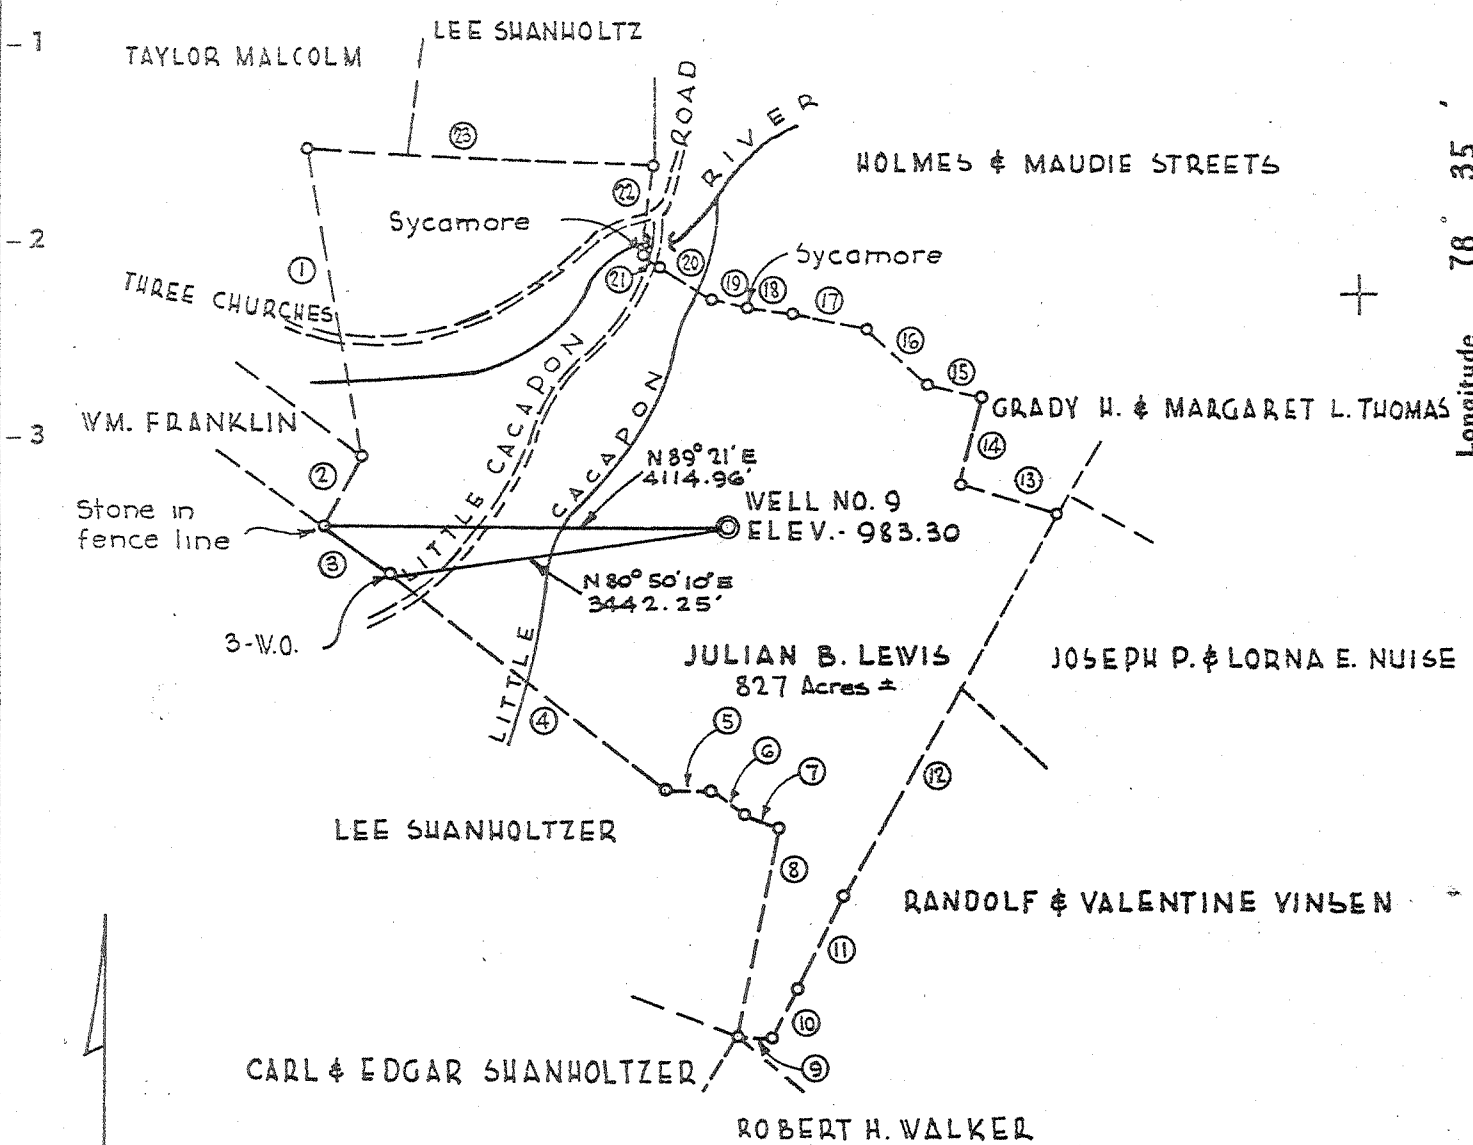 -1
TAYLOR MALCOLM
LEE SHANHOLTZ
ROAD
RIVER
23
HOLMES & MAUDIE STREETS
22
Sycamore
-2
1
21
20
Sycamore
19
18
17
THREE CHURCHES
16
15
Longitude 78° 35'
GRADY H. & MARGARET L. THOMAS
WM. FRANKLIN
-3
LITTLE CACAPON
LITTLE CACAPON
14
N 89° 21' E
4114.96'
2
13
Stone in
fence line
WELL NO. 9
ELEV.- 983.30
3
N 80° 50' 10" E
3442.25'
3-W.O.
JULIAN B. LEWIS
827 Acres ±
JOSEPH P. & LORNA E. NUISE
4
5
6
7
12
LEE SHANHOLTZER
8
RANDOLF & VALENTINE VINSEN
11
10
9
CARL & EDGAR SHANHOLTZER
ROBERT H. WALKER